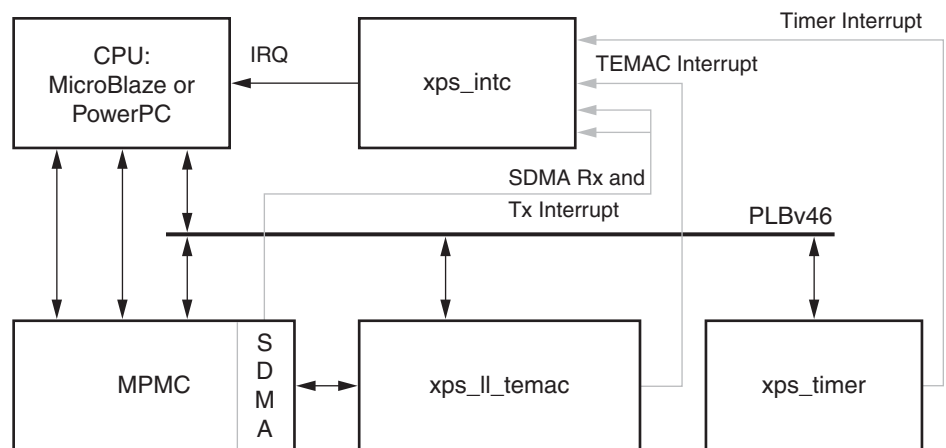 Timer Interrupt
CPU:
MicroBlaze or
PowerPC
IRQ
xps_intc
TEMAC Interrupt
SDMA Rx and
Tx Interrupt
PLBv46
MPMC
S
D
M
A
xps_ll_temac
xps_timer